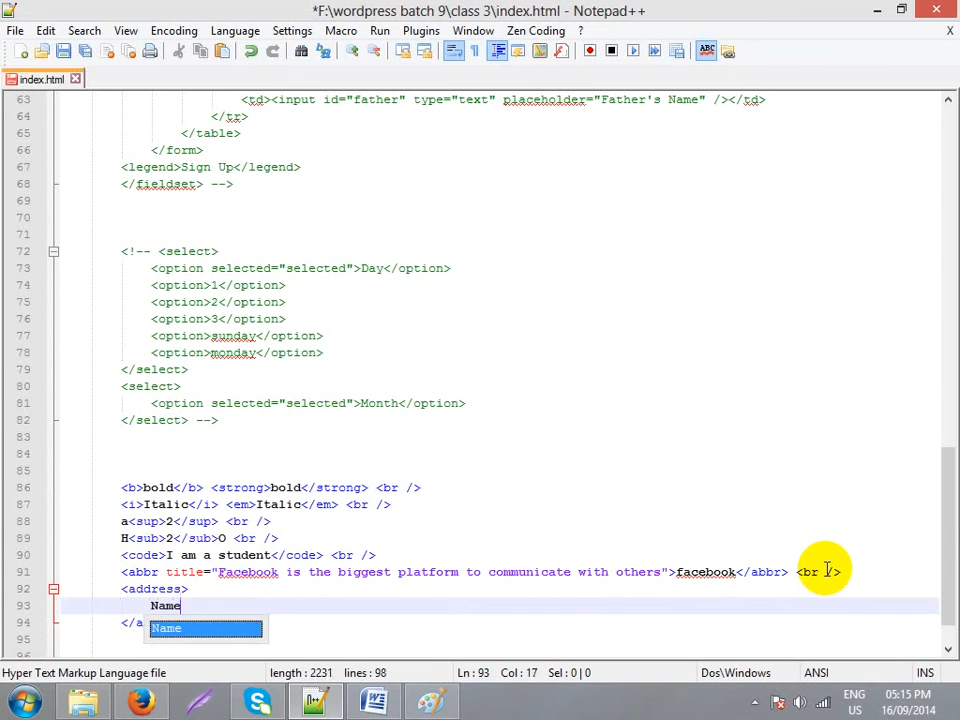 *F:\wordpress batch 9\class 3\index.html - Notepad++
File Edit Search View Encoding Language Settings Macro Run Plugins Window Zen Coding ? X
ABC
index.html
63 <td><input id="father" type="text" placeholder="Father's Name" /></td>
64 </tr>
65 </table>
66 </form>
67 <legend>Sign Up</legend>
68 </fieldset> -->
69
70
71
72 <!-- <select>
73 <option selected="selected">Day</option>
74 <option>1</option>
75 <option>2</option>
76 <option>3</option>
77 <option>sunday</option>
78 <option>monday</option>
79 </select>
80 <select>
81 <option selected="selected">Month</option>
82 </select> -->
83
84
85
86 <b>bold</b> <strong>bold</strong> <br />
87 <i>Italic</i> <em>Italic</em> <br />
88 a<sup>2</sup> <br />
89 H<sub>2</sub>O <br />
90 <code>I am a student</code> <br />
91 <abbr title="Facebook is the biggest platform to communicate with others">facebook</abbr> <br />
92 <address>
93 Name
94 </a
Name
95
96
Hyper Text Markup Language file length : 2231 lines : 98 Ln : 93 Col : 17 Sel : 0 | 0 Dos\Windows ANSI INS
ENG 05:15 PM
US 16/09/2014